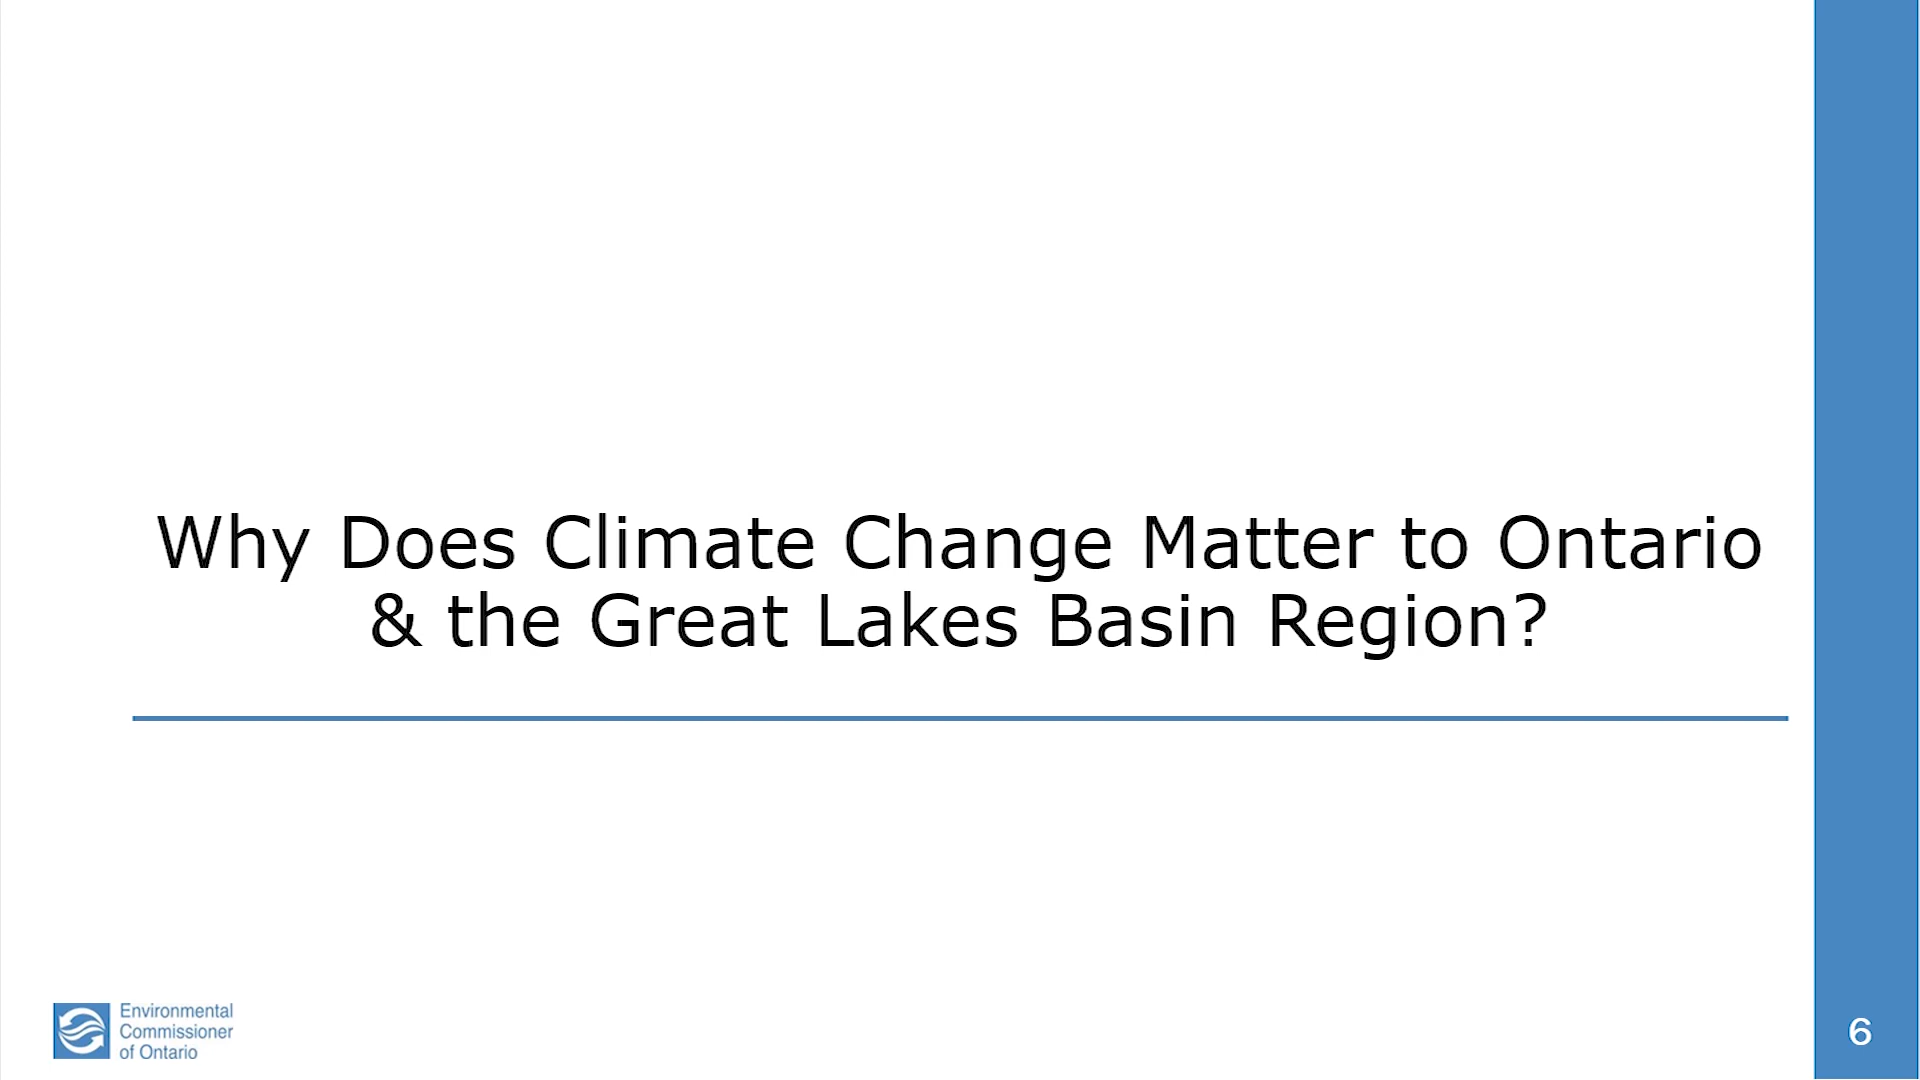 Why Does Climate Change Matter to Ontario
& the Great Lakes Basin Region?
Environmental
Commissioner
of Ontario
6